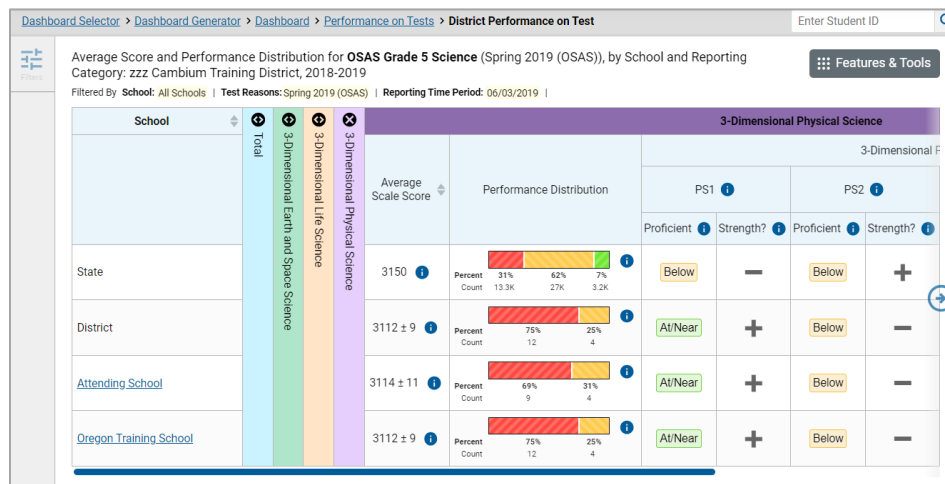 Dashboard Selector > Dashboard Generator > Dashboard > Performance on Tests > District Performance on Test
Enter Student ID
Filters
Average Score and Performance Distribution for OSAS Grade 5 Science (Spring 2019 (OSAS)), by School and Reporting
Category: zzz Cambium Training District, 2018-2019
Features & Tools
Filtered By School: All Schools | Test Reasons: Spring 2019 (OSAS) | Reporting Time Period: 06/03/2019 |
School
Total
3-Dimensional Earth and Space Science
3-Dimensional Life Science
3-Dimensional Physical Science
3-Dimensional Physical Science
3-Dimensional P
Average
Scale Score
Performance Distribution
PS1
PS2
Proficient Strength? Proficient Strength?
State
3150
Percent 31% 62% 7%
Count 13.3K 27K 3.2K
Below − Below +
District
3112 ± 9
Percent 75% 25%
Count 12 4
At/Near + Below −
Attending School
3114 ± 11
Percent 69% 31%
Count 9 4
At/Near + Below −
Oregon Training School
3112 ± 9
Percent 75% 25%
Count 12 4
At/Near + Below −